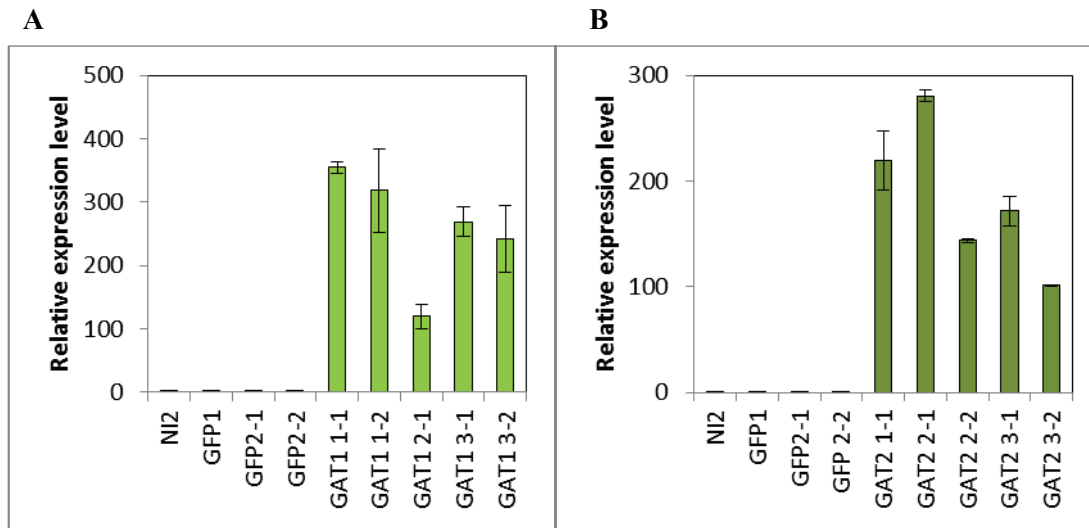 A
Relative expression level
500
400
300
200
100
0
NI2
GFP1
GFP2-1
GFP2-2
GAT1 1-1
GAT1 1-2
GAT1 2-1
GAT1 3-1
GAT1 3-2
B
Relative expression level
300
200
100
0
NI2
GFP1
GFP2-1
GFP 2-2
GAT2 1-1
GAT2 2-1
GAT2 2-2
GAT2 3-1
GAT2 3-2